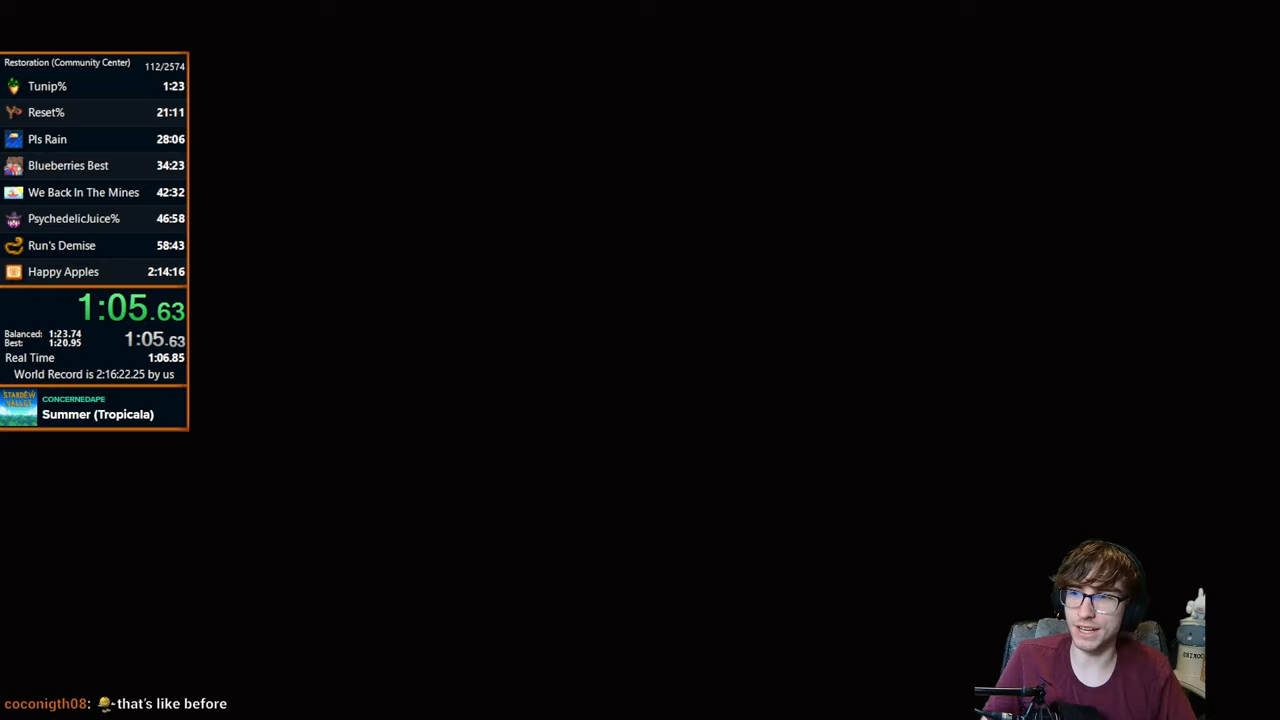 Restoration (Community Center) 112/2574
Tunip% 1:23
Reset% 21:11
Pls Rain 28:06
Blueberries Best 34:23
We Back In The Mines 42:32
PsychedelicJuice% 46:58
Run's Demise 58:43
Happy Apples 2:14:16
1:05.63
Balanced: 1:23.74
Best: 1:20.95
1:05.63
Real Time 1:06.85
World Record is 2:16:22.25 by us
STARDEW VALLEY
CONCERNEDAPE
Summer (Tropicala)
coconigth08: that's like before